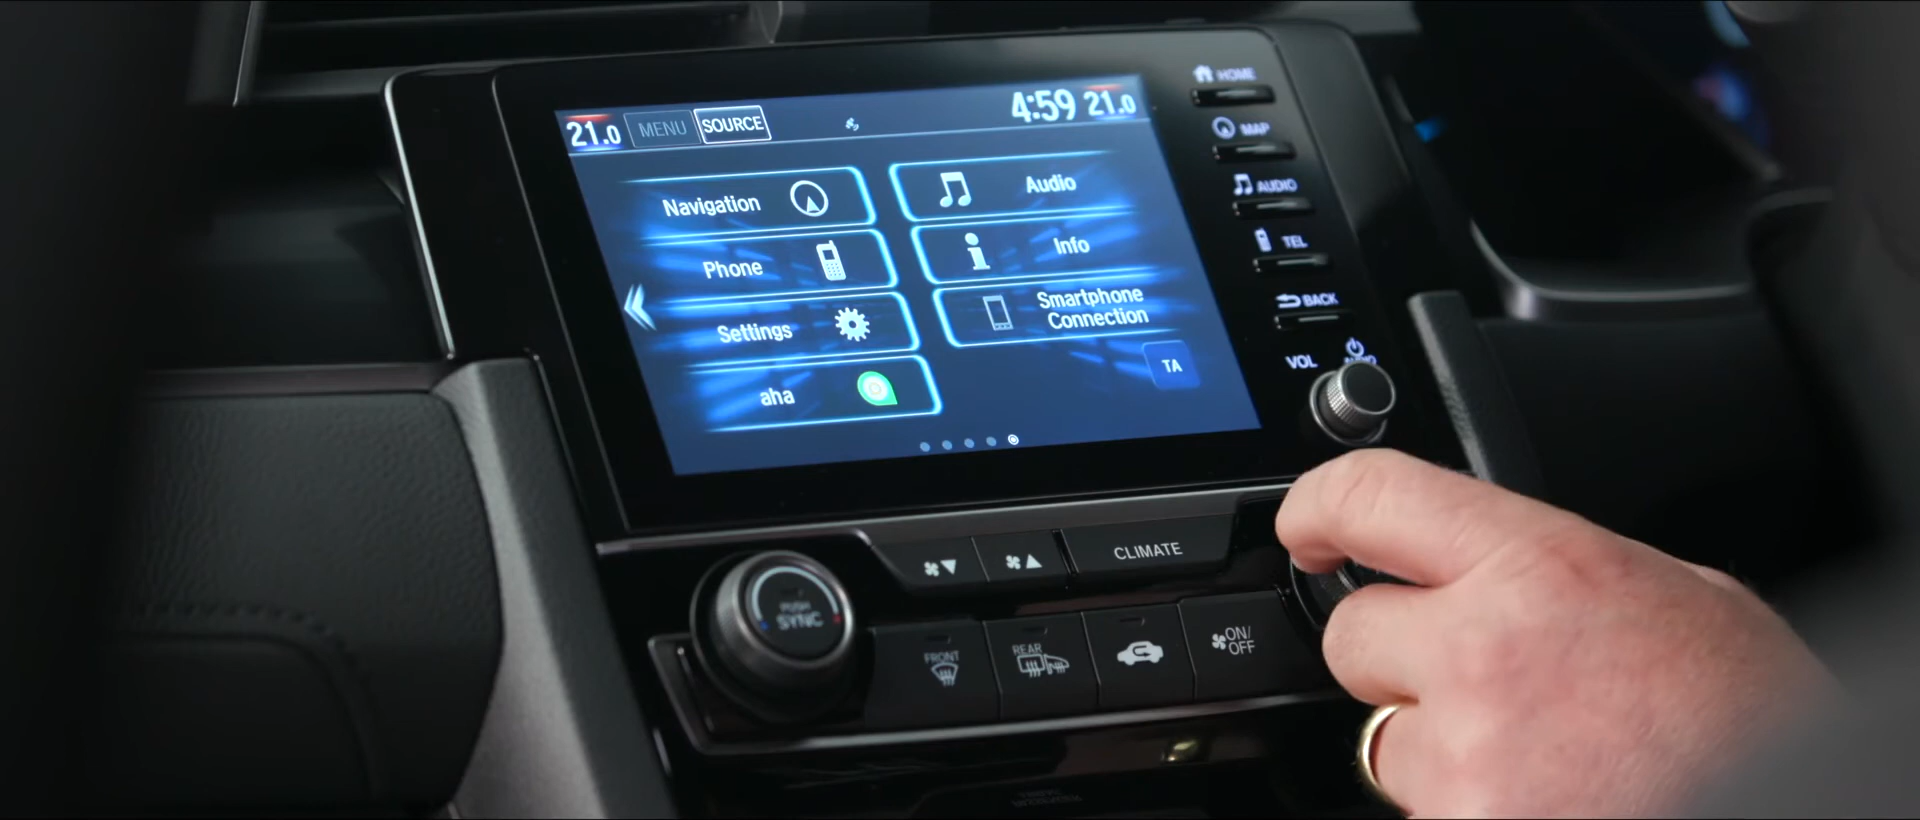 21.0 MENU SOURCE 4:59 21.0
Navigation
Audio
Phone
Info
Settings
Smartphone
Connection
aha
TA
HOME
MAP
AUDIO
TEL
BACK
VOL
AUDIO
CLIMATE
PUSH
SYNC
FRONT
REAR
ON/
OFF